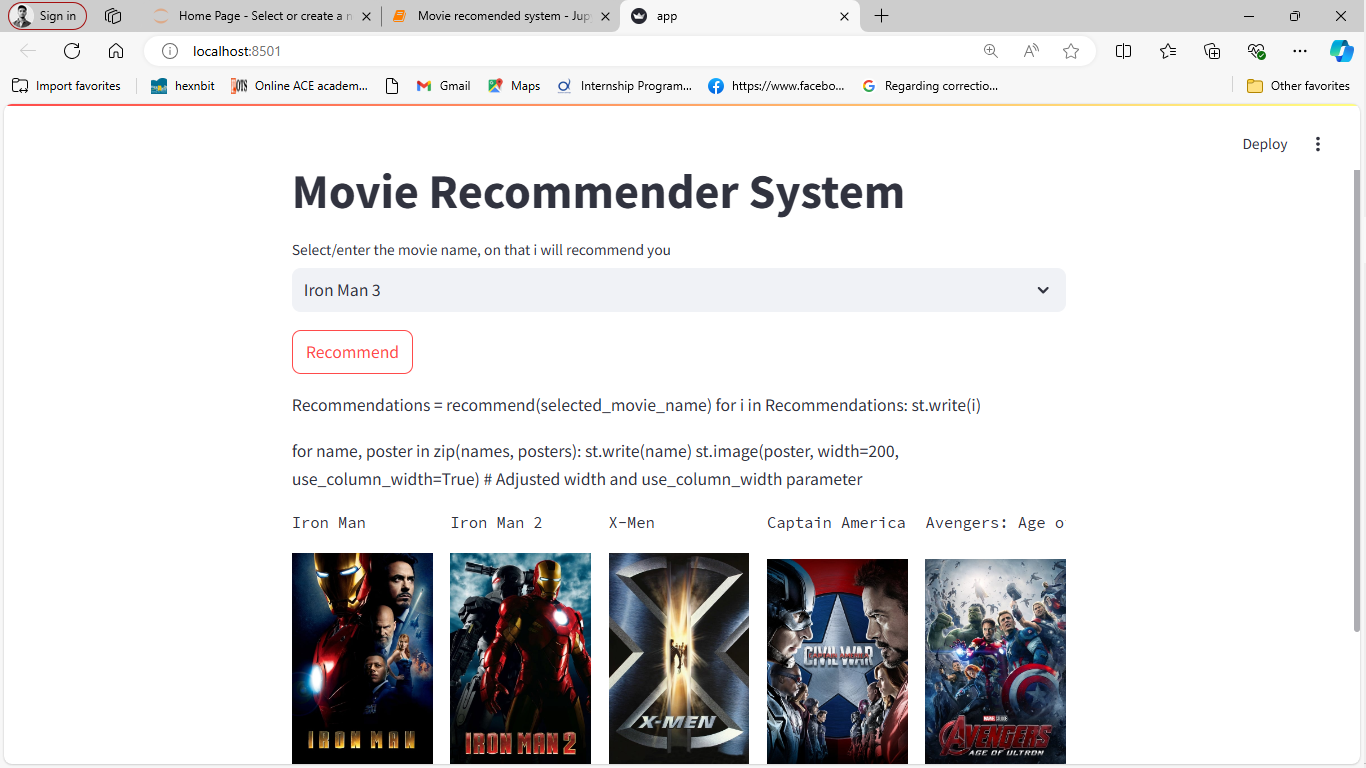 Sign in
Home Page - Select or create a n
Movie recomended system - Jup
app
localhost:8501
Import favorites
hexnbit
Online ACE academ...
Gmail
Maps
Internship Program...
https://www.facebo...
Regarding correctio...
Other favorites
Deploy
Movie Recommender System
Select/enter the movie name, on that i will recommend you
Iron Man 3
Recommend
Recommendations = recommend(selected_movie_name) for i in Recommendations: st.write(i)
for name, poster in zip(names, posters): st.write(name) st.image(poster, width=200,
use_column_width=True) # Adjusted width and use_column_width parameter
Iron Man
Iron Man 2
X-Men
Captain America
Avengers: Age o
IRON MAN
IRON MAN 2
X-MEN
CAPTAIN AMERICA
CIVIL WAR
MARVEL
AVENGERS
AGE OF ULTRON